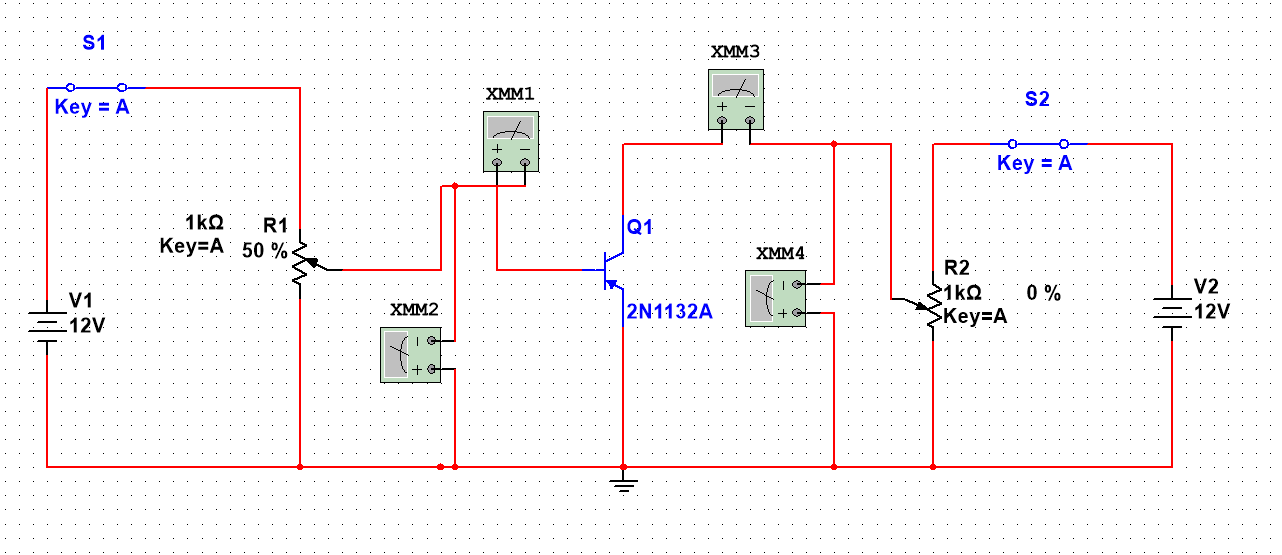 S1
Key = A
XMM1
+ −
XMM3
+ −
S2
Key = A
1kΩ
Key=A
R1
50 %
Q1
2N1132A
XMM4
−
+
R2
1kΩ
Key=A
0 %
V1
12V
V2
12V
XMM2
−
+